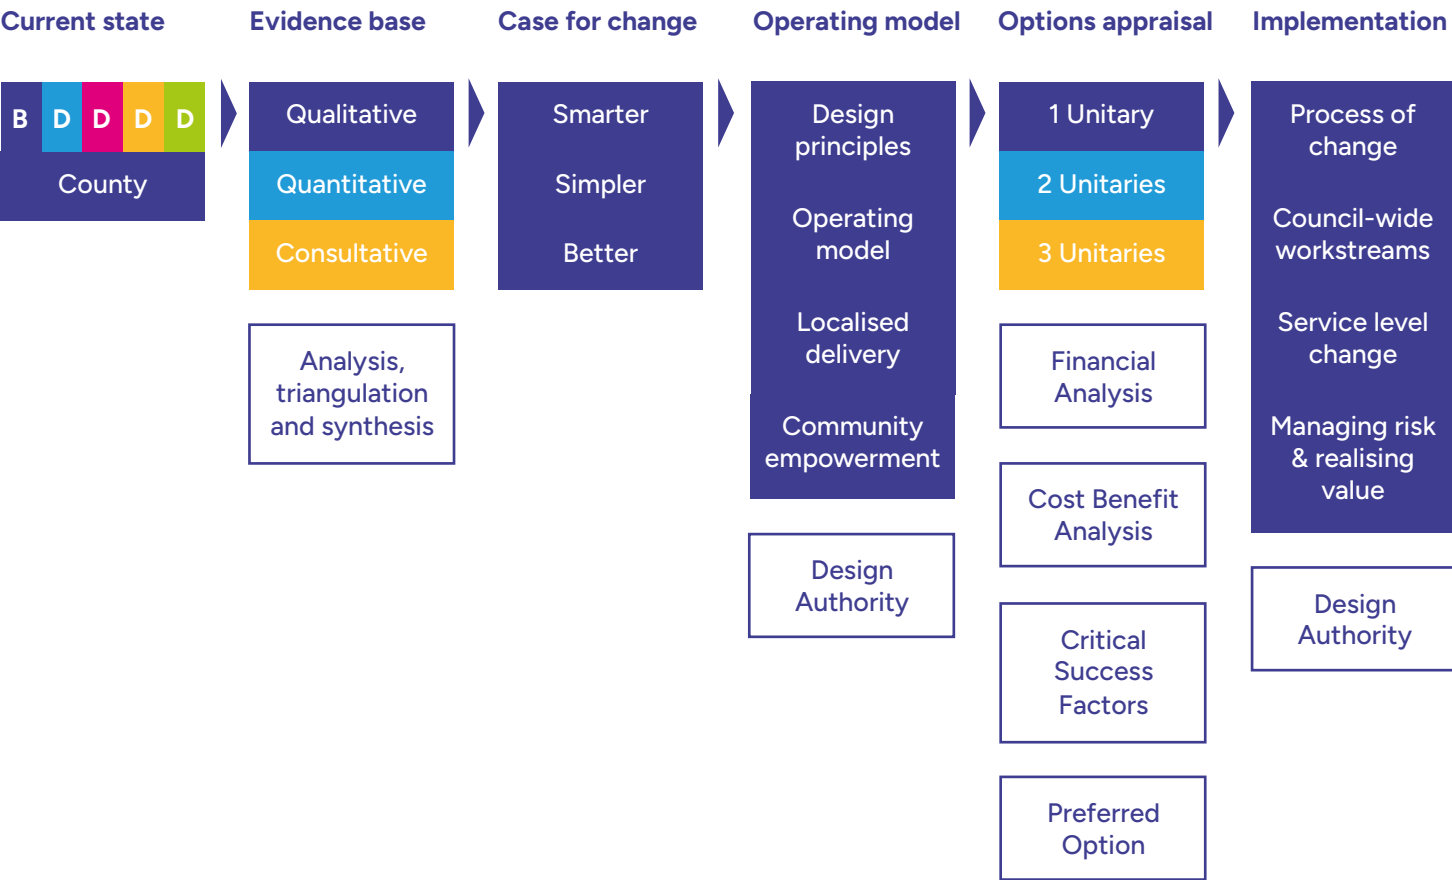 Current state
B D D D D
County
Evidence base
Qualitative
Quantitative
Consultative
Analysis,
triangulation
and synthesis
Case for change
Smarter
Simpler
Better
Operating model
Design
principles
Operating
model
Localised
delivery
Community
empowerment
Design
Authority
Options appraisal
1 Unitary
2 Unitaries
3 Unitaries
Financial
Analysis
Cost Benefit
Analysis
Critical
Success
Factors
Preferred
Option
Implementation
Process of
change
Council-wide
workstreams
Service level
change
Managing risk
& realising
value
Design
Authority